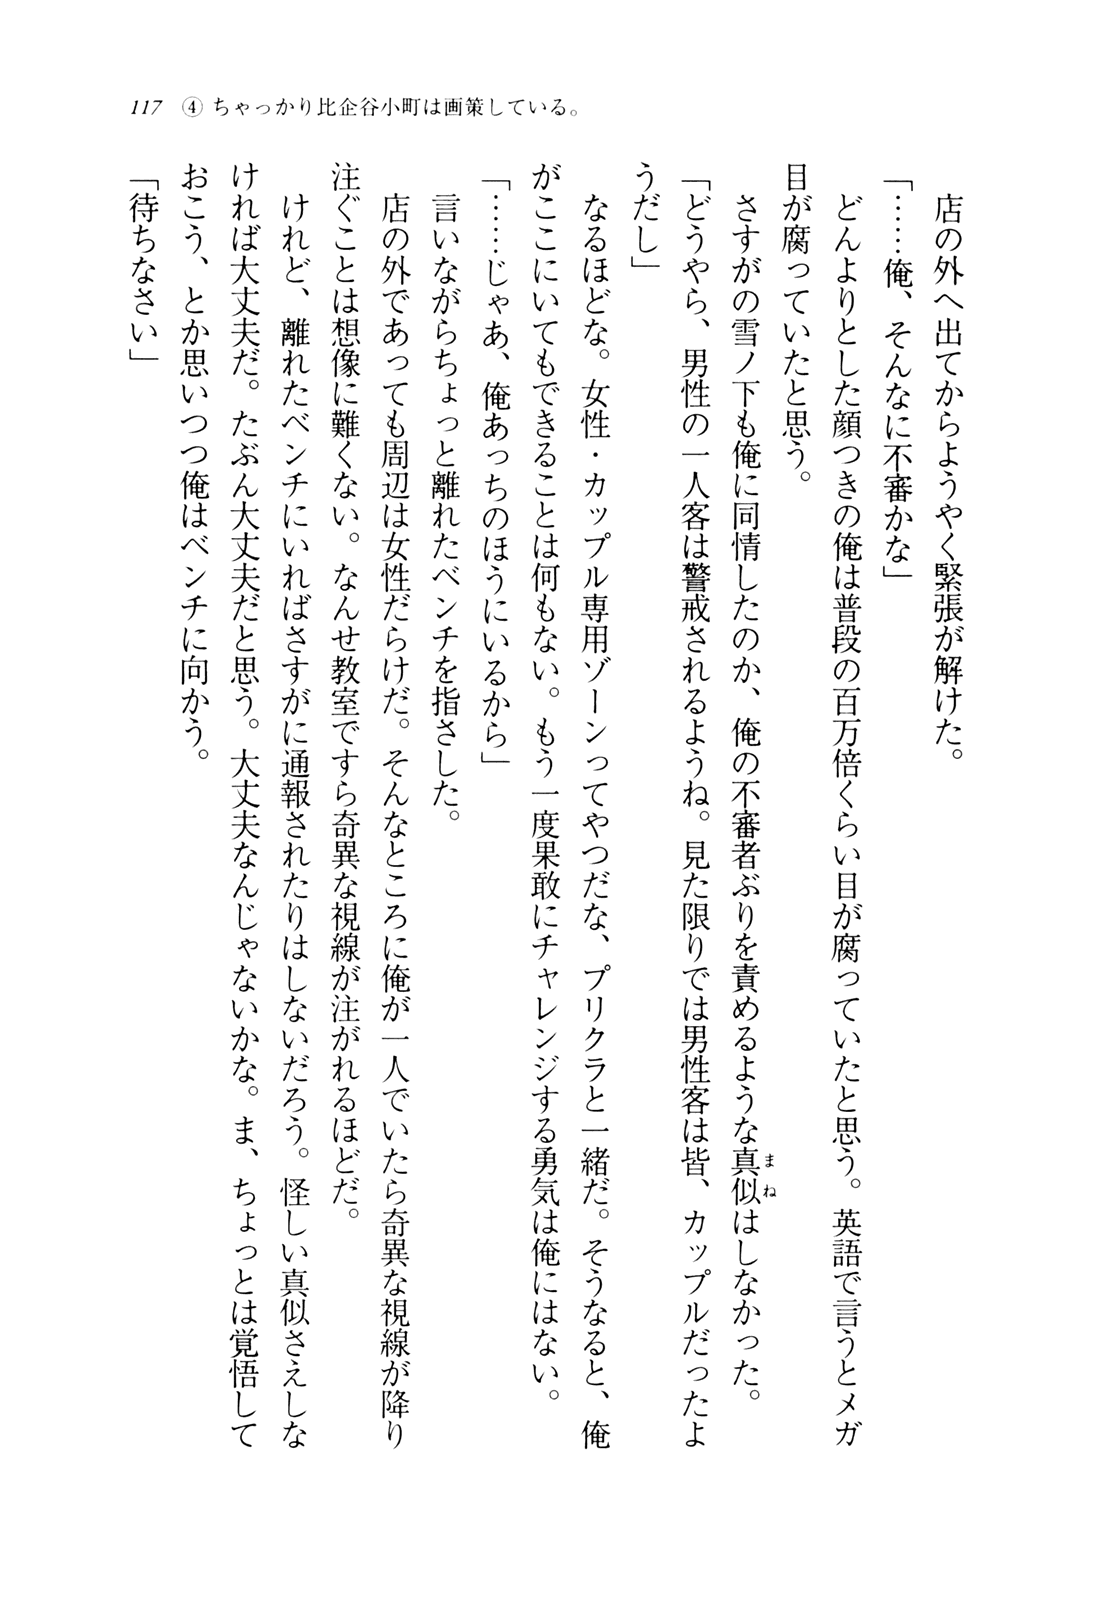 117　④ ちゃっかり比企谷小町は画策している。
　店の外へ出てからようやく緊張が解けた。
「……俺、そんなに不審かな」
　どんよりとした顔つきの俺は普段の百万倍くらい目が腐っていたと思う。英語で言うとメガ
目が腐っていたと思う。
　さすがの雪ノ下も俺に同情したのか、俺の不審者ぶりを責めるような真似はしなかった。
まね
「どうやら、男性の一人客は警戒されるようね。見た限りでは男性客は皆、カップルだったよ
うだし」
　なるほどな。女性・カップル専用ゾーンってやつだな、プリクラと一緒だ。そうなると、俺
がここにいてもできることは何もない。もう一度果敢にチャレンジする勇気は俺にはない。
「……じゃあ、俺あっちのほうにいるから」
　言いながらちょっと離れたベンチを指さした。
　店の外であっても周辺は女性だらけだ。そんなところに俺が一人でいたら奇異な視線が降り
注ぐことは想像に難くない。なんせ教室ですら奇異な視線が注がれるほどだ。
　けれど、離れたベンチにいればさすがに通報されたりはしないだろう。怪しい真似さえしな
ければ大丈夫だ。たぶん大丈夫だと思う。大丈夫なんじゃないかな。ま、ちょっとは覚悟して
おこう、とか思いつつ俺はベンチに向かう。
「待ちなさい」